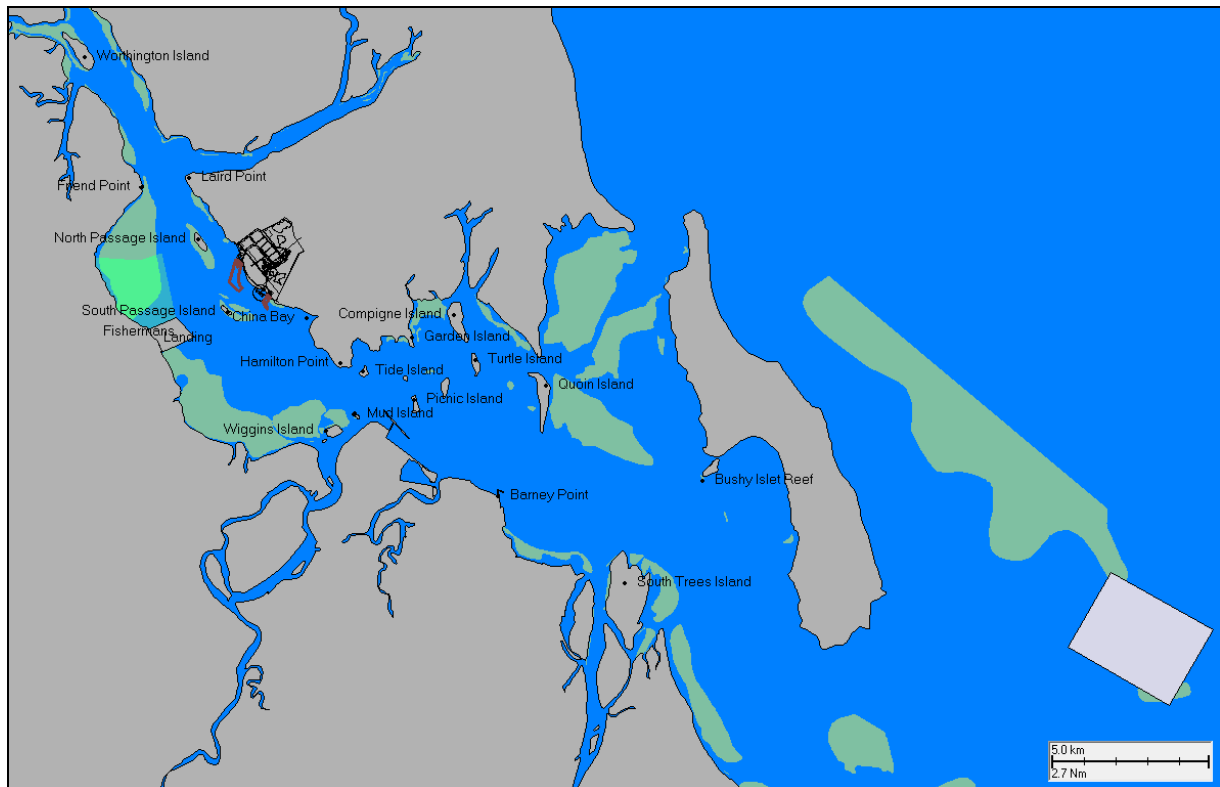 Worthington Island
Friend Point
Laird Point
North Passage Island
South Passage Island
China Bay
Compigne Island
Fishermans
Landing
Garden Island
Hamilton Point
Turtle Island
Tide Island
Quoin Island
Picnic Island
Mud Island
Wiggins Island
Bushy Islet Reef
Barney Point
South Trees Island
5.0 km
2.7 Nm